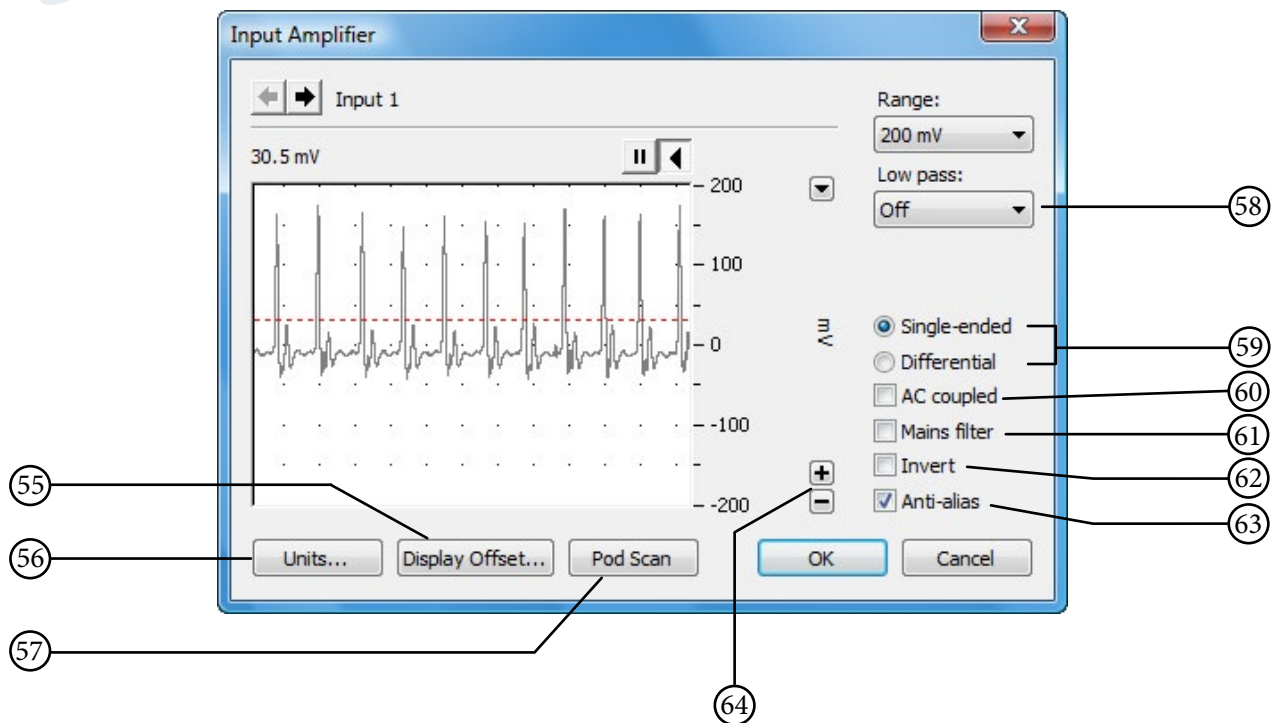 Input Amplifier
Input 1
Range:
200 mV
30.5 mV
Low pass:
Off
58
200
100
0
-100
-200
mV
Single-ended
Differential
59
AC coupled
60
Mains filter
61
Invert
62
Anti-alias
63
55
56
Units...
Display Offset...
Pod Scan
OK
Cancel
57
64